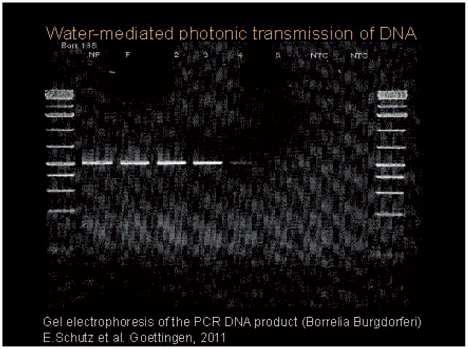 Water-mediated photonic transmission of DNA
Borr 16S
NF F 2 3 4 5 NTC NTC
Gel electrophoresis of the PCR DNA product (Borrelia Burgdorferi)
E.Schutz et al. Goettingen, 2011